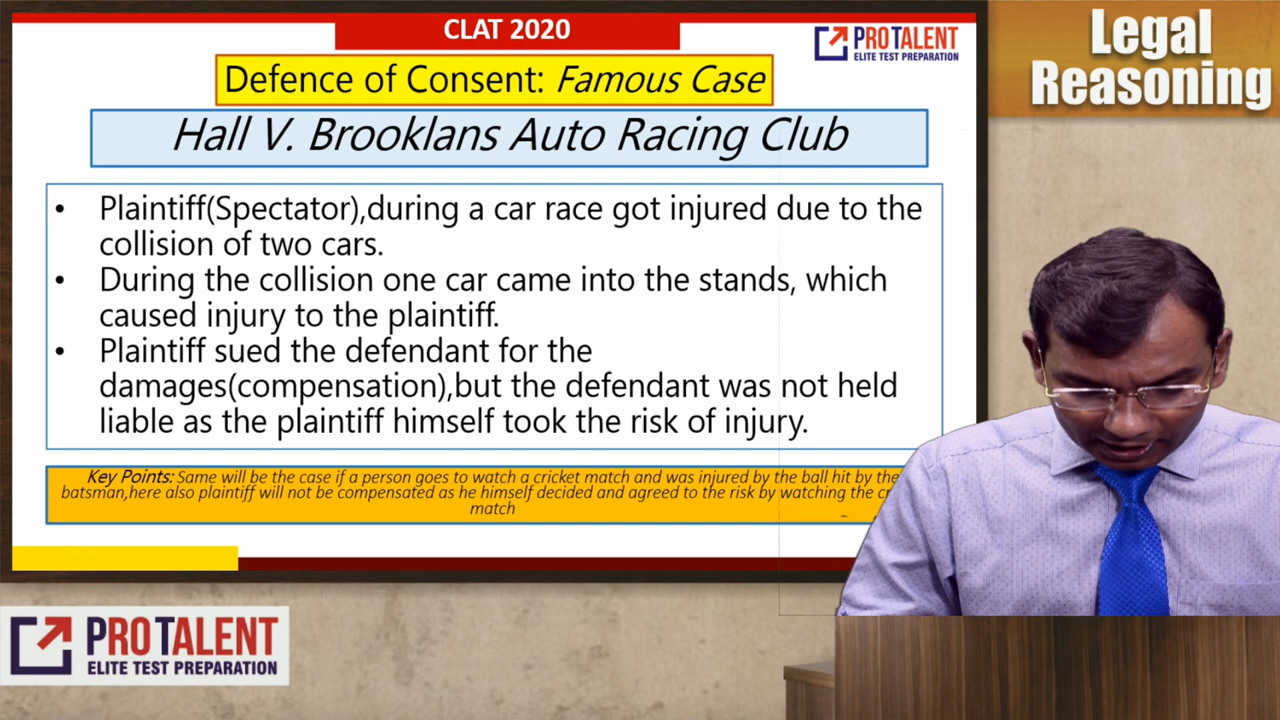 CLAT 2020
PROTALENT
ELITE TEST PREPARATION
Legal
Reasoning
Defence of Consent: Famous Case
Hall V. Brooklans Auto Racing Club
• Plaintiff(Spectator),during a car race got injured due to the
collision of two cars.
• During the collision one car came into the stands, which
caused injury to the plaintiff.
• Plaintiff sued the defendant for the
damages(compensation),but the defendant was not held
liable as the plaintiff himself took the risk of injury.
Key Points: Same will be the case if a person goes to watch a cricket match and was injured by the ball hit by the
batsman,here also plaintiff will not be compensated as he himself decided and agreed to the risk by watching the
match
PROTALENT
ELITE TEST PREPARATION